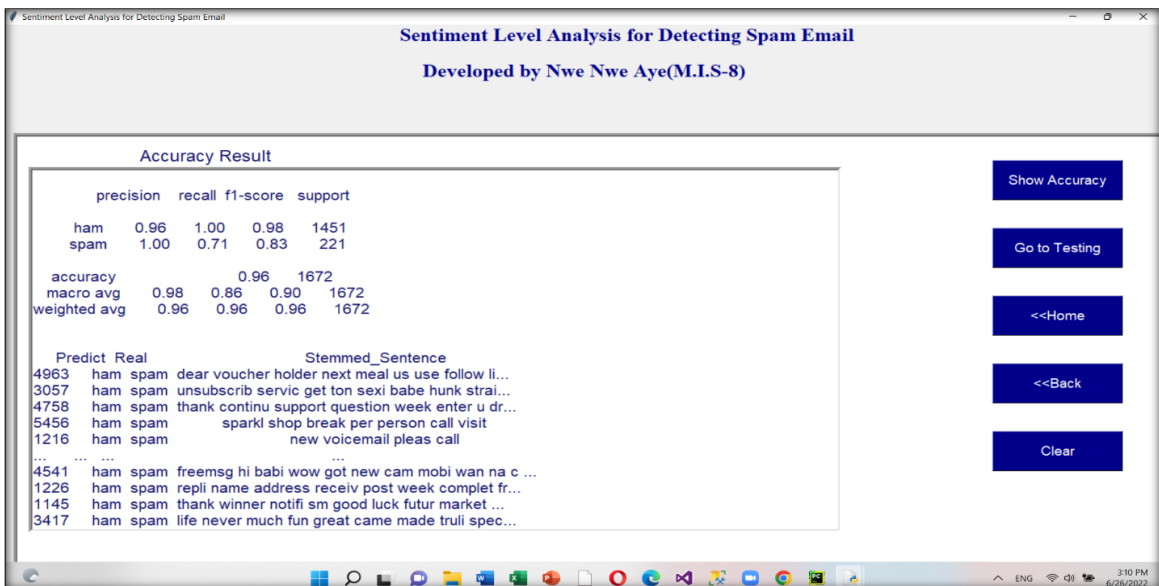 Sentiment Level Analysis for Detecting Spam Email
Sentiment Level Analysis for Detecting Spam Email
Developed by Nwe Nwe Aye(M.I.S-8)
Accuracy Result
precision recall f1-score support
ham 0.96 1.00 0.98 1451
spam 1.00 0.71 0.83 221
accuracy 0.96 1672
macro avg 0.98 0.86 0.90 1672
weighted avg 0.96 0.96 0.96 1672
Predict Real Stemmed_Sentence
4963 ham spam dear voucher holder next meal us use follow li...
3057 ham spam unsubscrib servic get ton sexi babe hunk strai...
4758 ham spam thank continu support question week enter u dr...
5456 ham spam sparkl shop break per person call visit
1216 ham spam new voicemail pleas call
... ... ... ...
4541 ham spam freemsg hi babi wow got new cam mobi wan na c ...
1226 ham spam repli name address receiv post week complet fr...
1145 ham spam thank winner notifi sm good luck futur market ...
3417 ham spam life never much fun great came made truli spec...
Show Accuracy
Go to Testing
<<Home
<<Back
Clear
ENG
3:10 PM
6/26/2022